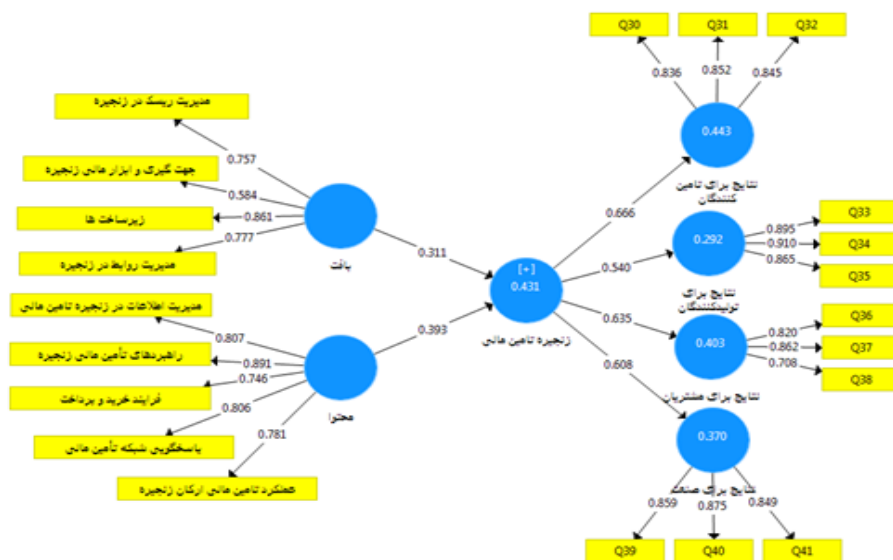 Q30
Q31
Q32
0.836
0.852
0.845
0.443
نتایج برای تامین
کنندگان
مدیریت ریسک در زنجیره
0.757
جهت گیری و ابزار مالی زنجیره
0.584
زیرساخت ها
0.861
مدیریت روابط در زنجیره
0.777
بافت
0.311
0.666
0.292
نتایج برای
تولیدکنندگان
0.540
0.895
0.910
0.865
Q33
Q34
Q35
[+]
0.431
زنجیره تامین مالی
مدیریت اطلاعات در زنجیره تامین مالی
0.807
راهبردهای تأمین مالی زنجیره
0.891
فرایند خرید و پرداخت
0.746
پاسخگویی شبکه تأمین مالی
0.806
عملکرد تامین مالی ارکان زنجیره
0.781
محتوا
0.393
0.635
0.403
نتایج برای مشتریان
0.820
0.862
0.708
Q36
Q37
Q38
0.608
0.370
نتایج برای صنعت
0.859
0.875
0.849
Q39
Q40
Q41